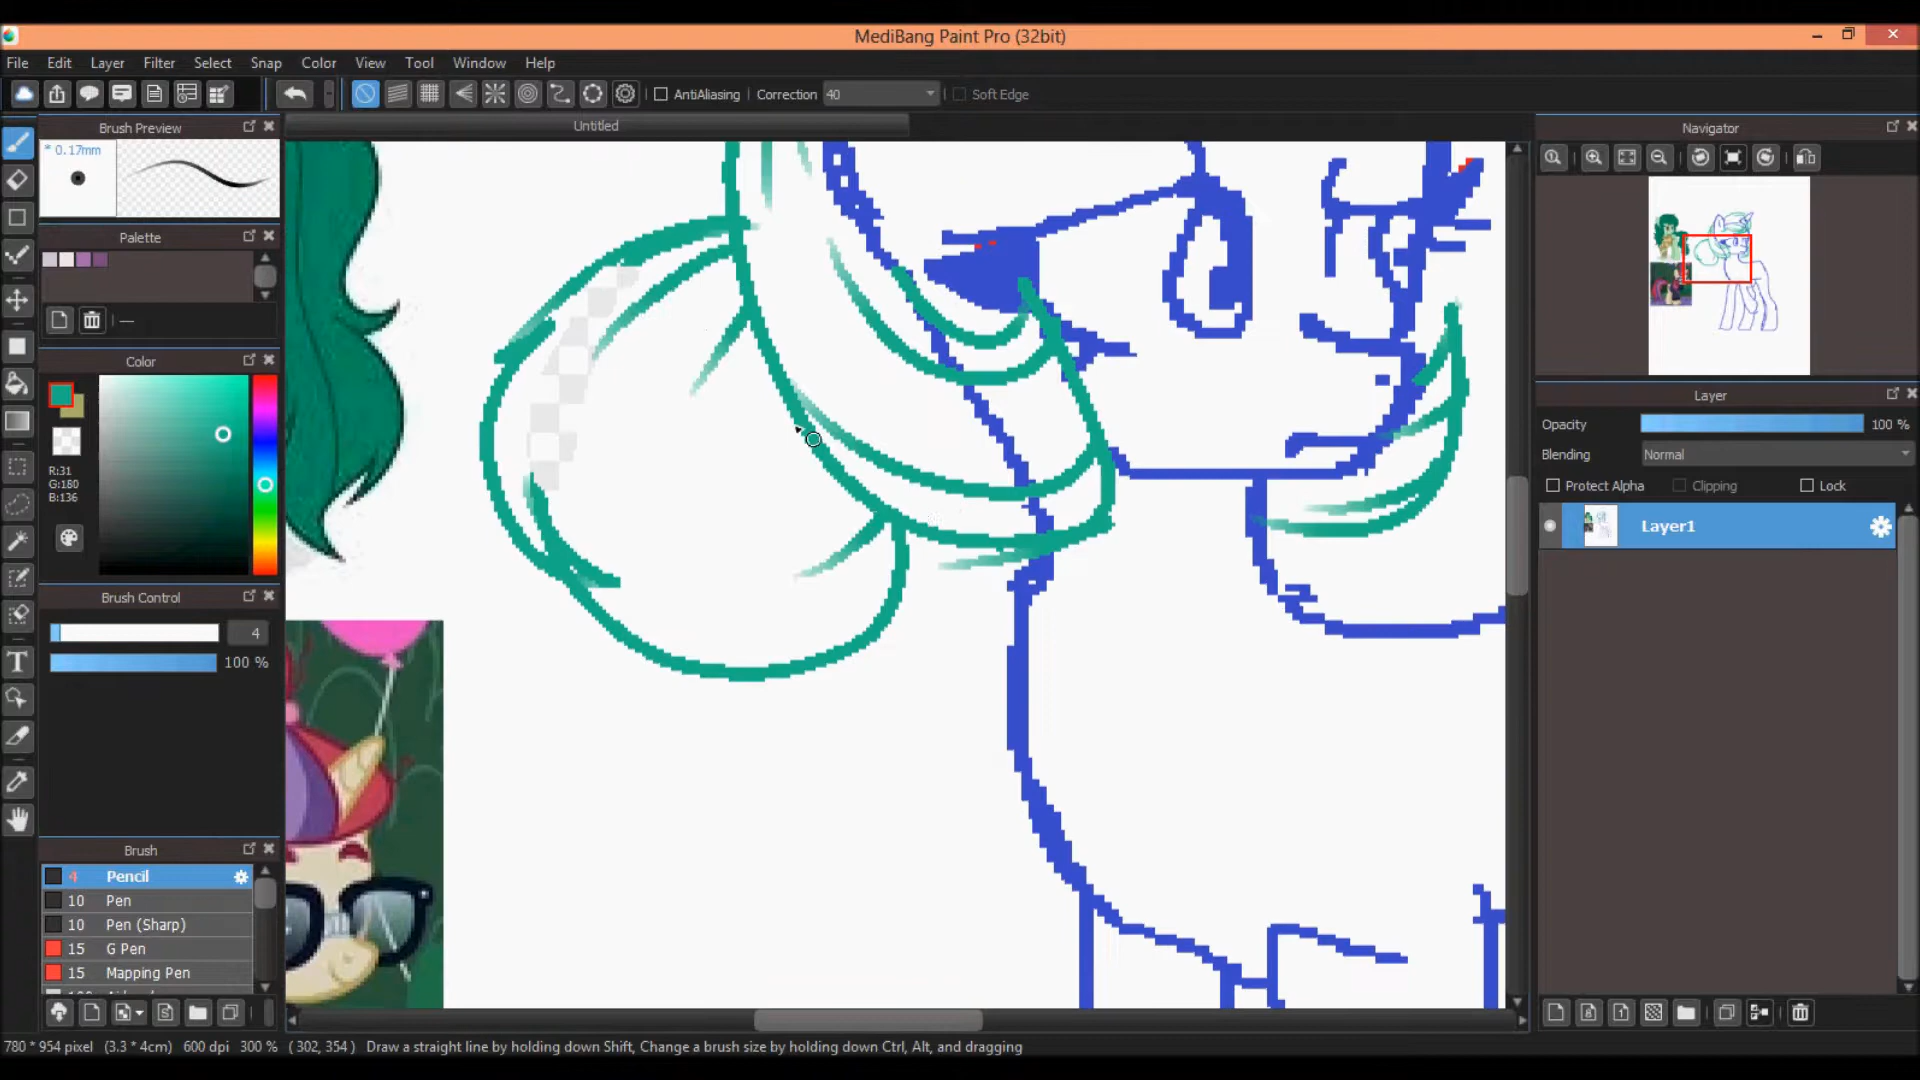 MediBang Paint Pro (32bit)
File Edit Layer Filter Select Snap Color View Tool Window Help
AntiAliasing Correction 40 Soft Edge
Untitled
Brush Preview
* 0.17mm
Palette
Color
R:31
G:180
B:136
Brush Control
4
100 %
Brush
4 Pencil
10 Pen
10 Pen (Sharp)
15 G Pen
15 Mapping Pen
Navigator
Layer
Opacity 100 %
Blending Normal
Protect Alpha Clipping Lock
Layer1
780 * 954 pixel (3.3 * 4cm) 600 dpi 300 % ( 302, 354 ) Draw a straight line by holding down Shift, Change a brush size by holding down Ctrl, Alt, and dragging